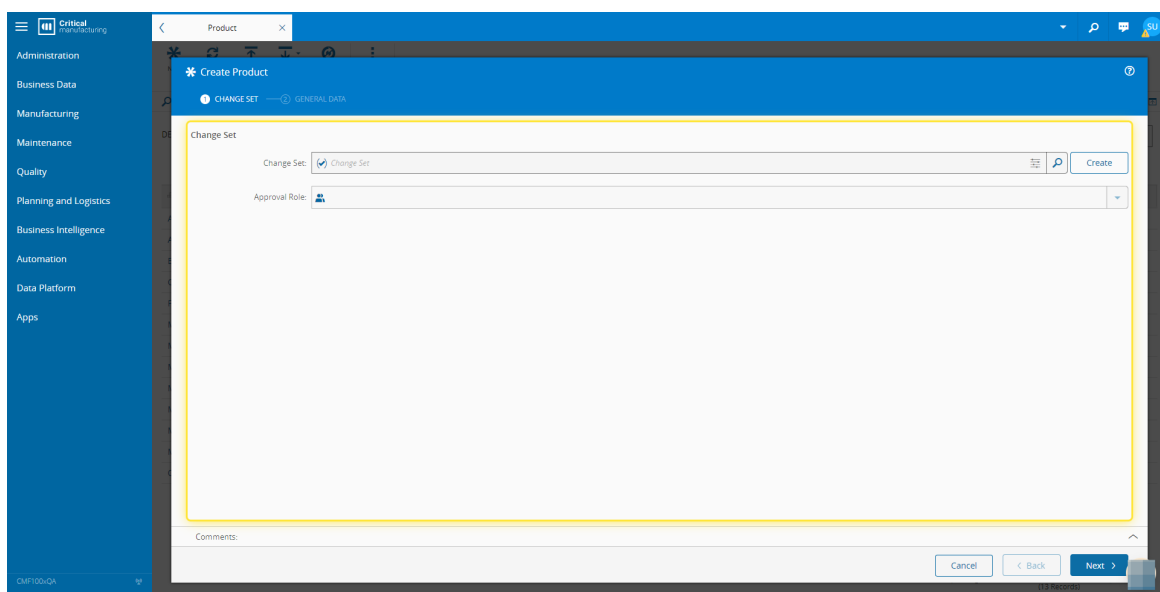 Critical
manufacturing
Product
SU
Administration
Business Data
Manufacturing
Maintenance
Quality
Planning and Logistics
Business Intelligence
Automation
Data Platform
Apps
CMF100xQA
Create Product
1 CHANGE SET 2 GENERAL DATA
Change Set
Change Set: Change Set Create
Approval Role:
Comments:
Cancel Back Next
(13 Records)